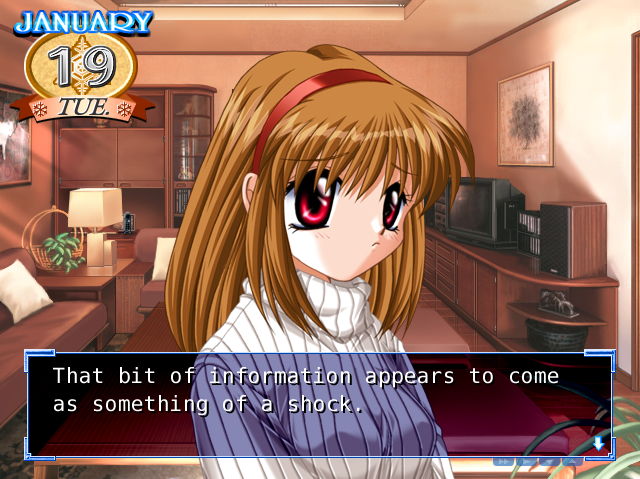 JANUARY
19
TUE.
That bit of information appears to come
as something of a shock.